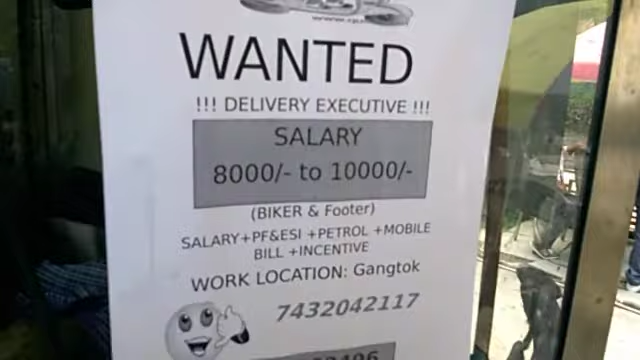 WANTED
!!! DELIVERY EXECUTIVE !!!
SALARY
8000/- to 10000/-
(BIKER & Footer)
SALARY+PF&ESI +PETROL +MOBILE
BILL +INCENTIVE
WORK LOCATION: Gangtok
7432042117